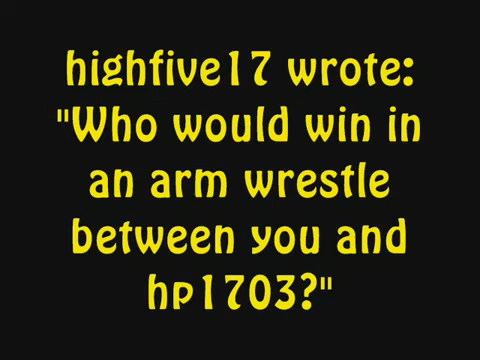 highfive17 wrote:
"Who would win in
an arm wrestle
between you and
hp1703?"